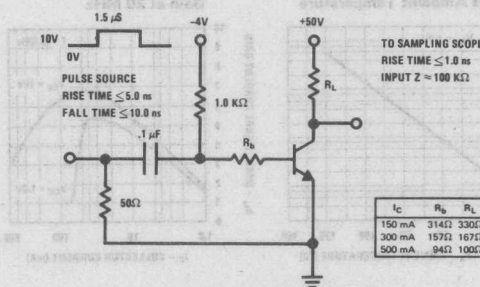 1.5 µS
10V
0V
PULSE SOURCE
RISE TIME ≤5.0 ns
FALL TIME ≤10.0 ns
.1 µF
50Ω
-4V
1.0 KΩ
Rb
+50V
RL
TO SAMPLING SCOPE
RISE TIME ≤1.0 ns
INPUT Z ≈ 100 KΩ
IC Rb RL
150 mA 314Ω 330Ω
300 mA 157Ω 167Ω
500 mA 94Ω 100Ω